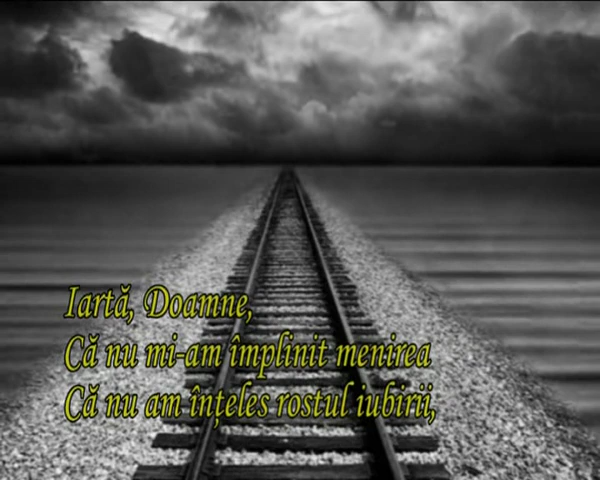 Iartă, Doamne,
Că nu mi-am împlinit menirea
Că nu am înțeles rostul iubirii,